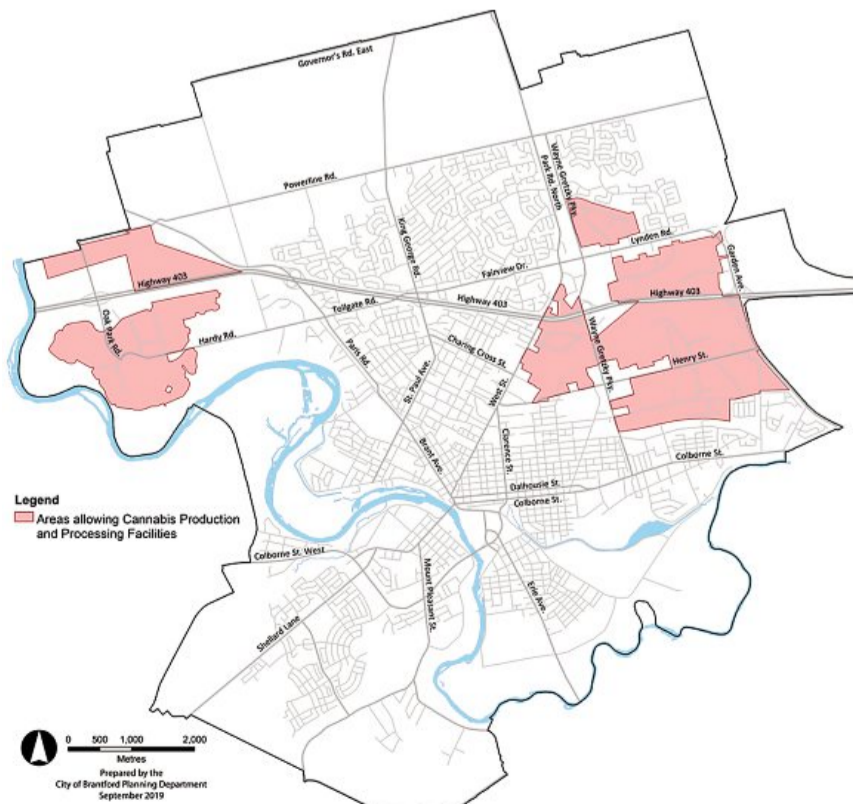 Governor's Rd. East
Powerline Rd.
Wayne Gretzky Pky.
Park Rd. North
King George Rd.
Lynden Rd.
Fairview Dr.
Garden Ave.
Highway 403
Highway 403
Highway 403
Oak Park Rd.
Tollgate Rd.
Hardy Rd.
Paris Rd.
Charing Cross St.
Wayne Gretzky Pky.
Henry St.
St. Paul Ave.
West St.
Brant Ave.
Clarence St.
Colborne St.
Dalhousie St.
Colborne St.
Legend
Areas allowing Cannabis Production
and Processing Facilities
Colborne St. West
Mount Pleasant St.
Erie Ave.
Shellard Lane
0 500 1,000 2,000
Metres
Prepared by the
City of Brantford Planning Department
September 2019